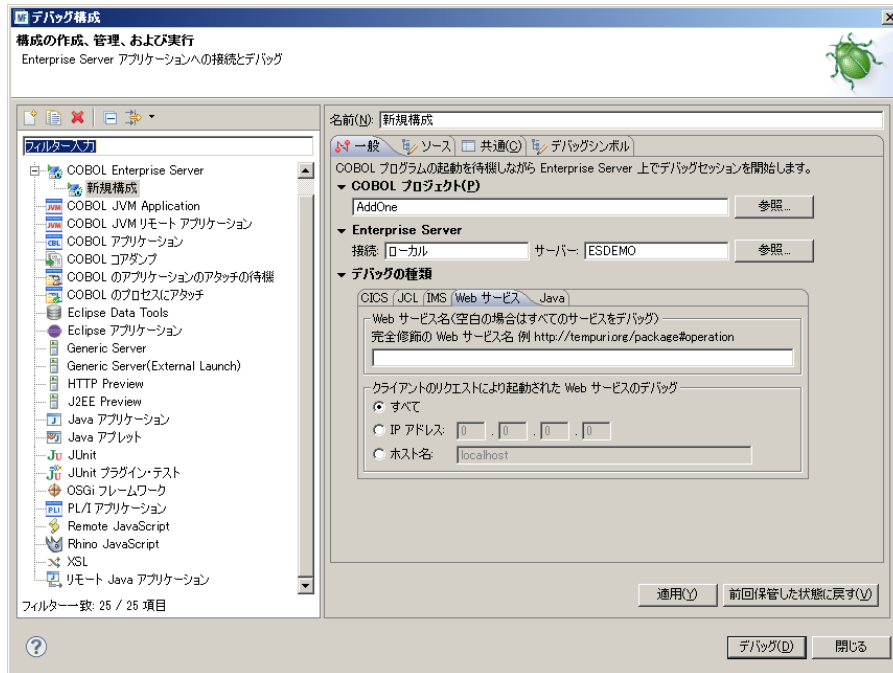 デバッグ構成
構成の作成、管理、および実行
Enterprise Server アプリケーションへの接続とデバッグ
フィルター入力
COBOL Enterprise Server
新規構成
COBOL JVM Application
COBOL JVM リモート アプリケーション
COBOL アプリケーション
COBOL コアダンプ
COBOL のアプリケーションのアタッチの待機
COBOL のプロセスにアタッチ
Eclipse Data Tools
Eclipse アプリケーション
Generic Server
Generic Server(External Launch)
HTTP Preview
J2EE Preview
Java アプリケーション
Java アプレット
JUnit
JUnit プラグイン・テスト
OSGi フレームワーク
PL/I アプリケーション
Remote JavaScript
Rhino JavaScript
XSL
リモート Java アプリケーション
フィルター一致: 25 / 25 項目
名前(N): 新規構成
一般 ソース 共通(C) デバッグシンボル
COBOL プログラムの起動を待機しながら Enterprise Server 上でデバッグセッションを開始します。
COBOL プロジェクト(P)
AddOne 参照...
Enterprise Server
接続: ローカル サーバー: ESDEMO 参照...
デバッグの種類
CICS JCL IMS Web サービス Java
Web サービス名(空白の場合はすべてのサービスをデバッグ)
完全修飾の Web サービス名 例 http://tempuri.org/package#operation
クライアントのリクエストにより起動された Web サービスのデバッグ
すべて
IP アドレス: 0 . 0 . 0 . 0
ホスト名: localhost
適用(Y) 前回保管した状態に戻す(V)
デバッグ(D) 閉じる